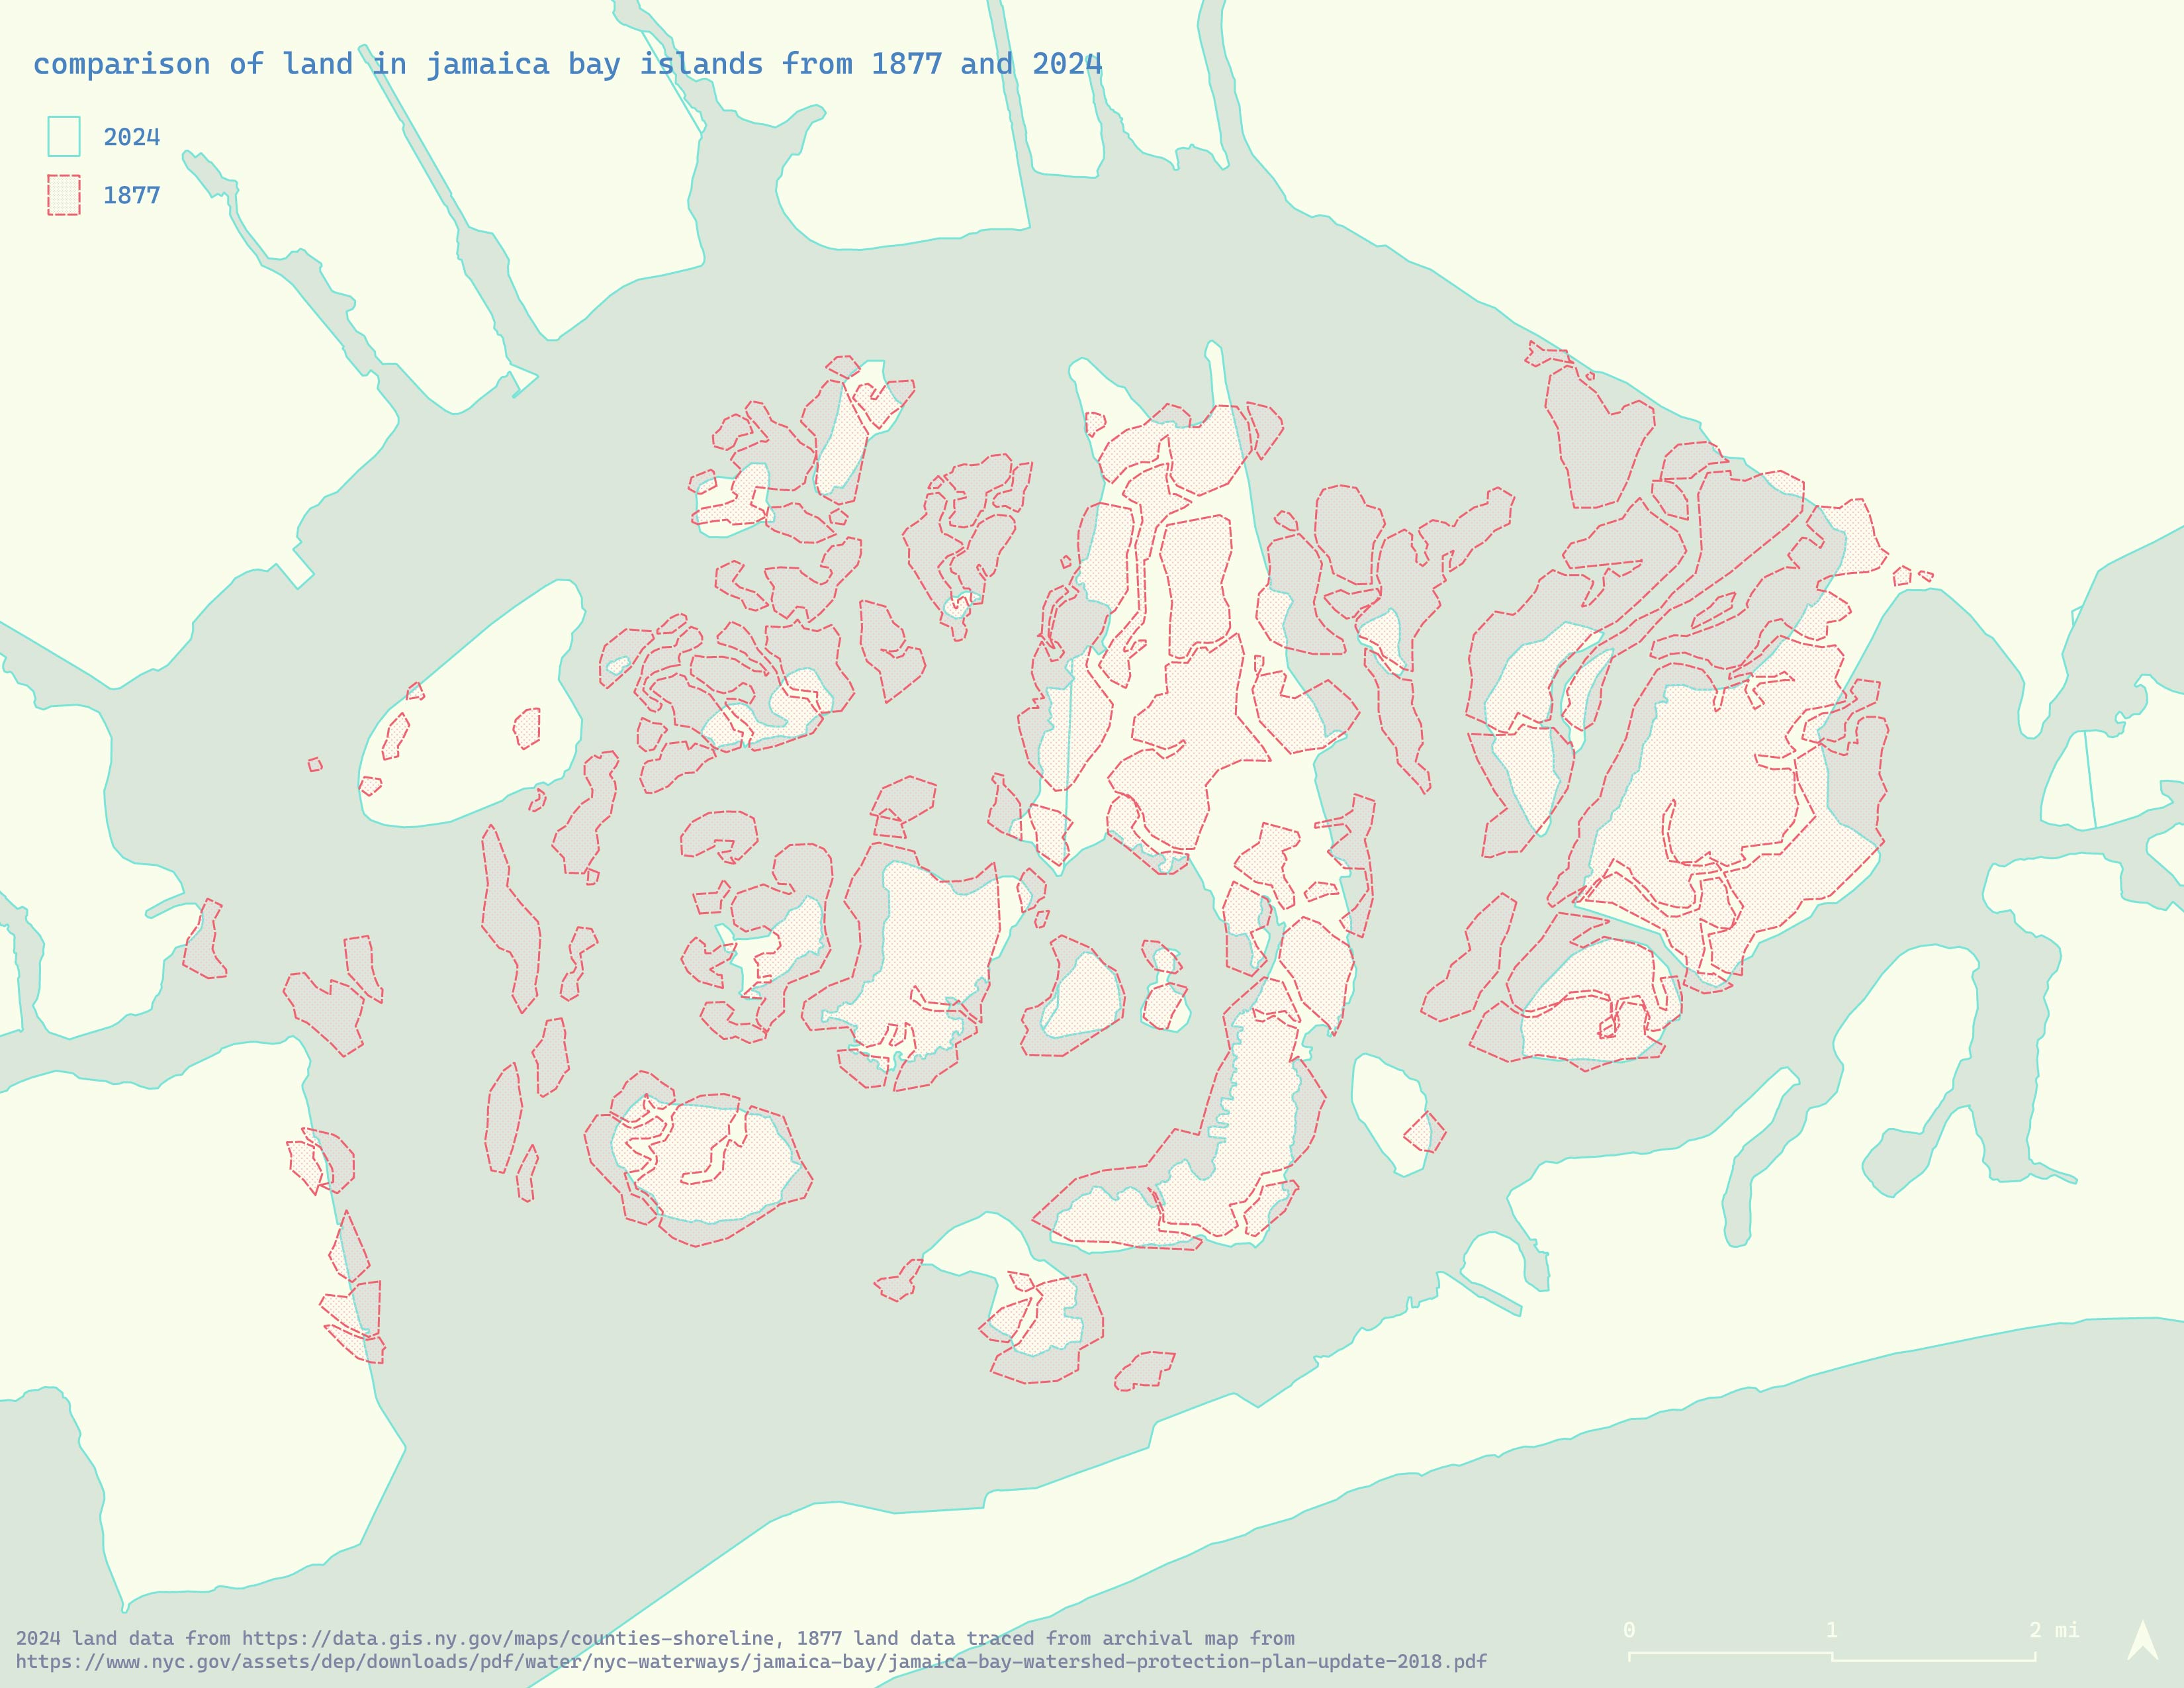 comparison of land in jamaica bay islands from 1877 and 2024
2024
1877
0 1 2 mi
2024 land data from https://data.gis.ny.gov/maps/counties-shoreline, 1877 land data traced from archival map from
https://www.nyc.gov/assets/dep/downloads/pdf/water/nyc-waterways/jamaica-bay/jamaica-bay-watershed-protection-plan-update-2018.pdf